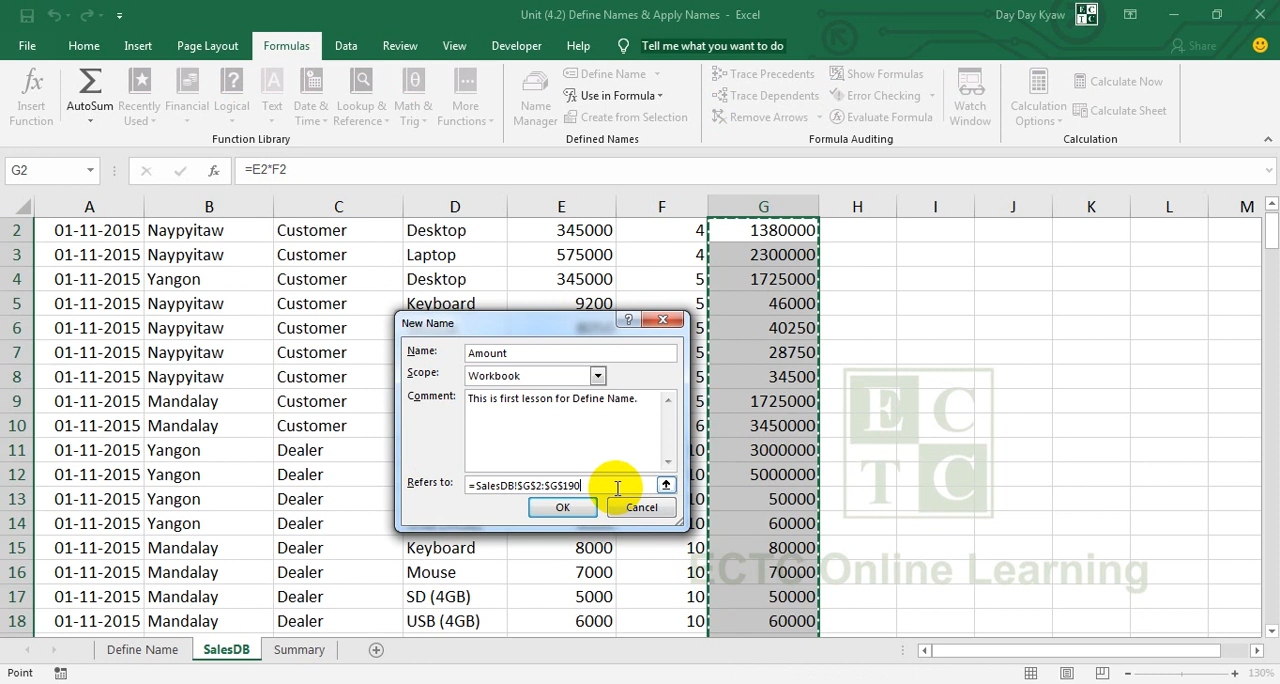 Unit (4.2) Define Names & Apply Names - Excel
Day Day Kyaw
EC
TC
File Home Insert Page Layout Formulas Data Review View Developer Help Tell me what you want to do Share
Insert Function
AutoSum
Recently Used
Financial
Logical
Text
Date & Time
Lookup & Reference
Math & Trig
More Functions
Function Library
Name Manager
Define Name
Use in Formula
Create from Selection
Defined Names
Trace Precedents
Trace Dependents
Remove Arrows
Show Formulas
Error Checking
Evaluate Formula
Watch Window
Formula Auditing
Calculation Options
Calculate Now
Calculate Sheet
Calculation
G2 fx =E2*F2
A B C D E F G H I J K L M
2 01-11-2015 Naypyitaw Customer Desktop 345000 4 1380000
3 01-11-2015 Naypyitaw Customer Laptop 575000 4 2300000
4 01-11-2015 Yangon Customer Desktop 345000 5 1725000
5 01-11-2015 Naypyitaw Customer Keyboard 9200 5 46000
6 01-11-2015 Naypyitaw Customer 5 40250
7 01-11-2015 Naypyitaw Customer 5 28750
8 01-11-2015 Naypyitaw Customer 5 34500
9 01-11-2015 Mandalay Customer 5 1725000
10 01-11-2015 Mandalay Customer 6 3450000
11 01-11-2015 Yangon Dealer 10 3000000
12 01-11-2015 Yangon Dealer 10 5000000
13 01-11-2015 Yangon Dealer 10 50000
14 01-11-2015 Yangon Dealer 10 60000
15 01-11-2015 Mandalay Dealer Keyboard 8000 10 80000
16 01-11-2015 Mandalay Dealer Mouse 7000 10 70000
17 01-11-2015 Mandalay Dealer SD (4GB) 5000 10 50000
18 01-11-2015 Mandalay Dealer USB (4GB) 6000 10 60000
New Name
Name: Amount
Scope: Workbook
Comment: This is first lesson for Define Name.
Refers to: =SalesDB!$G$2:$G$190
OK Cancel
EC
TC
ECTC Online Learning
Define Name SalesDB Summary
Point 130%